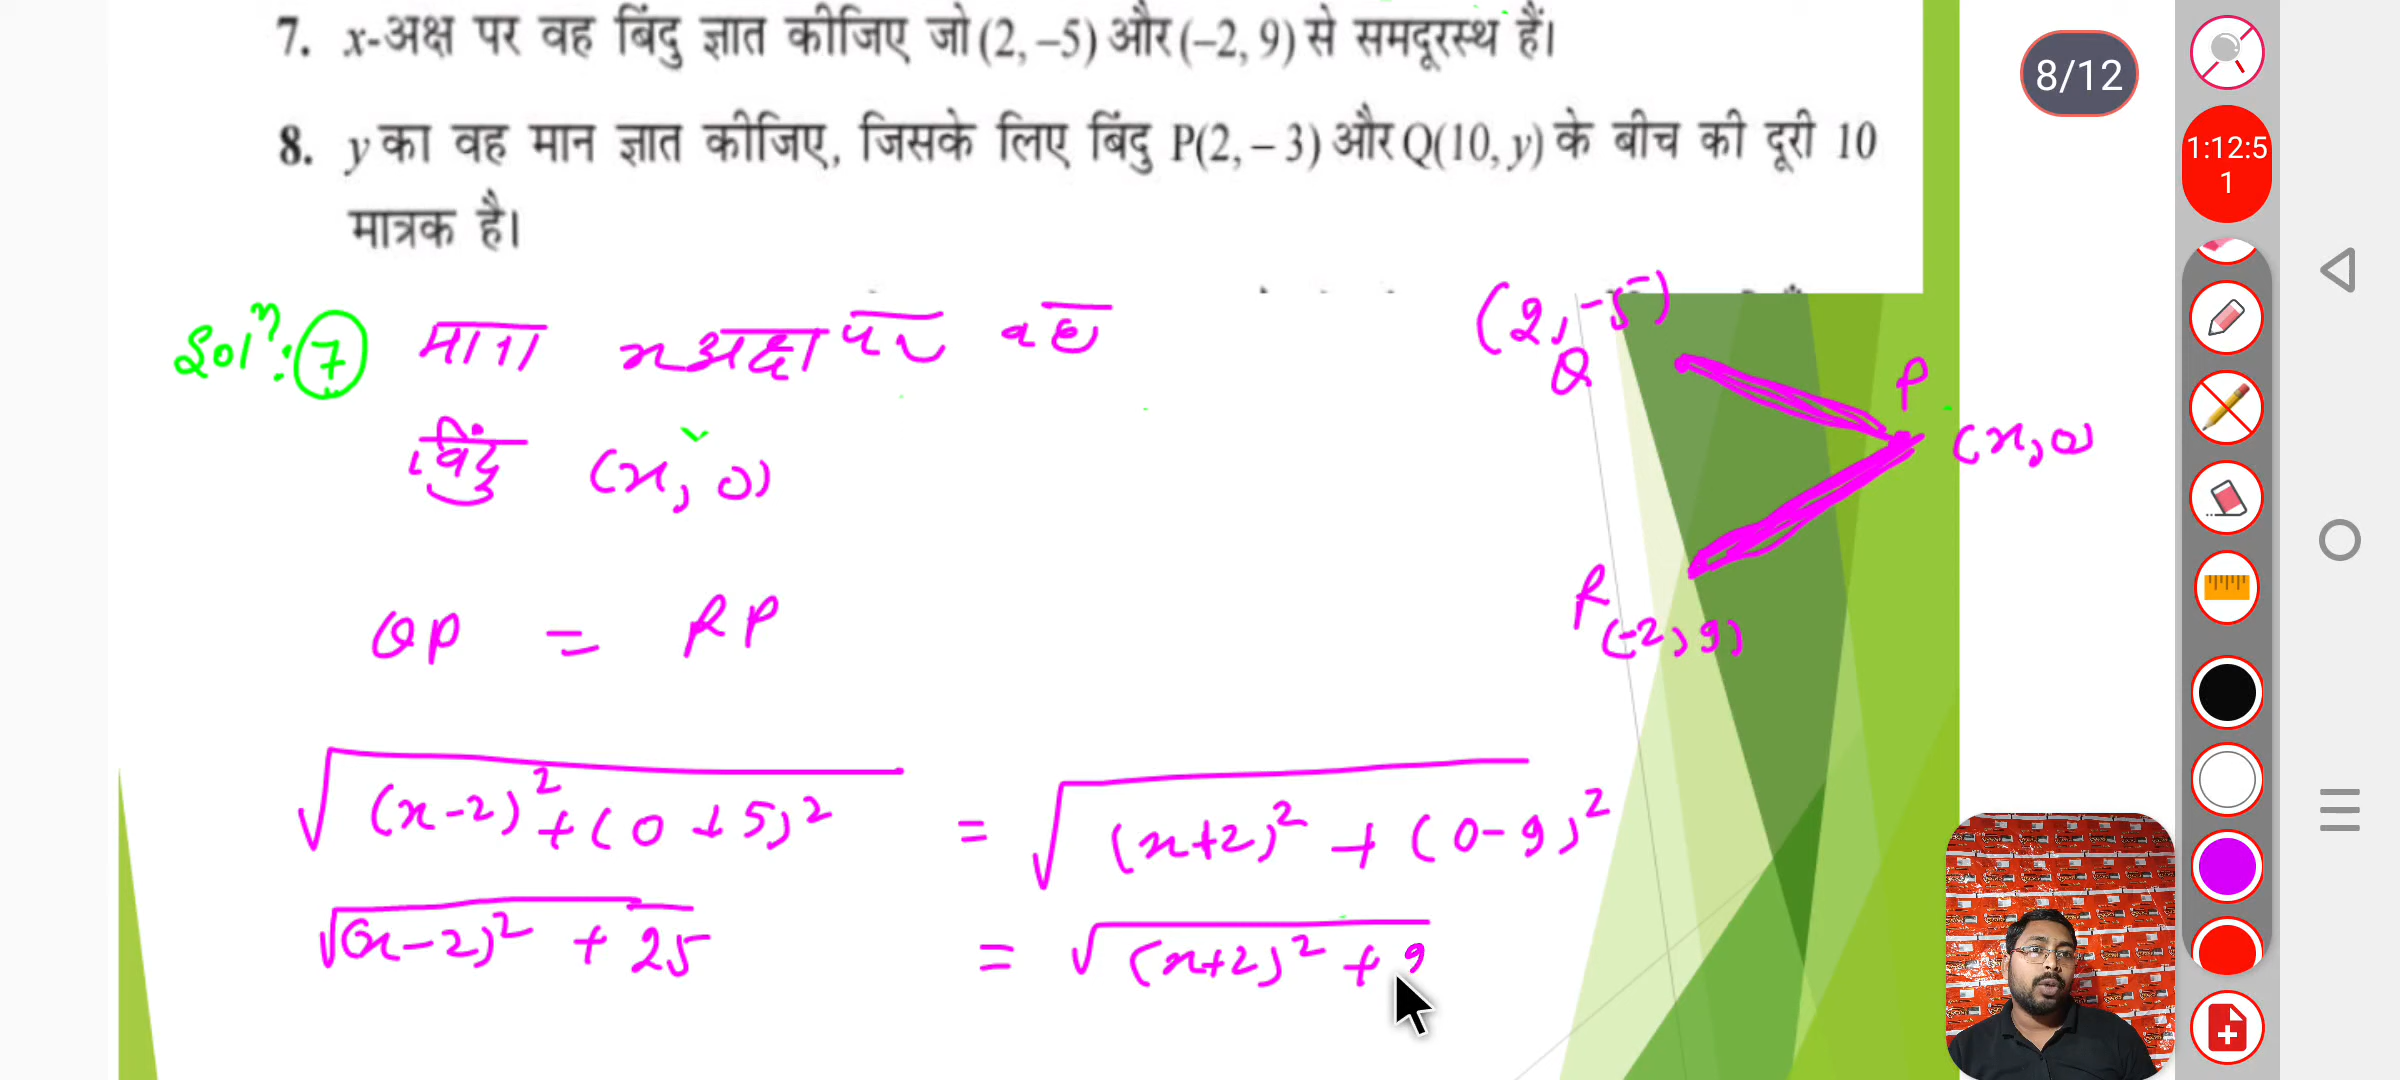 7. x-अक्ष पर वह बिंदु ज्ञात कीजिए जो (2, –5) और (–2, 9) से समदूरस्थ हैं।
8/12
8. y का वह मान ज्ञात कीजिए, जिसके लिए बिंदु P(2, – 3) और Q(10, y) के बीच की दूरी 10
मात्रक है।
1:12:5
1
Solⁿ: 7 माना x अक्ष पर वह
बिंदु (x, 0)
(2, -5)
Q
P
(x, 0)
R
(-2, 9)
QP = RP
√(x-2)² + (0+5)² = √(x+2)² + (0-9)²
√(x-2)² + 25 = √(x+2)² + 9